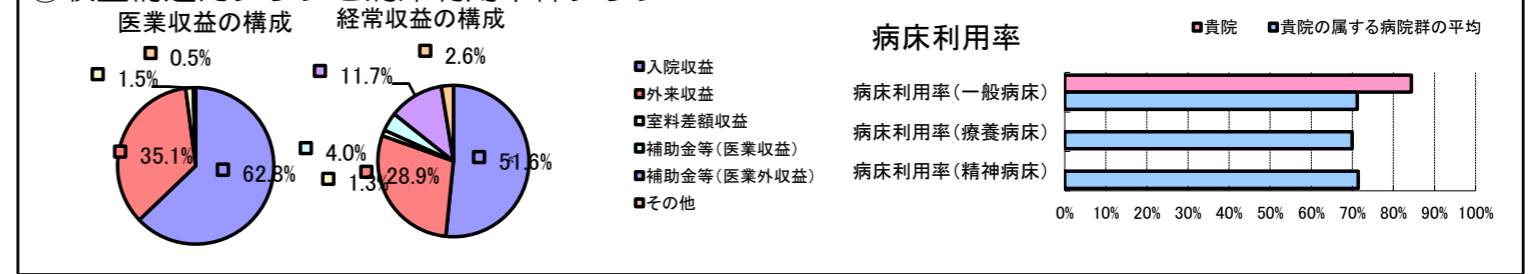 医業収益の構成
0.5%
1.5%
35.1%
62.8%
経常収益の構成
2.6%
11.7%
4.0%
1.3%
28.9%
51.6%
入院収益
外来収益
室料差額収益
補助金等(医業収益)
補助金等(医業外収益)
その他
病床利用率
貴院 貴院の属する病院群の平均
病床利用率(一般病床)
病床利用率(療養病床)
病床利用率(精神病床)
0% 10% 20% 30% 40% 50% 60% 70% 80% 90% 100%